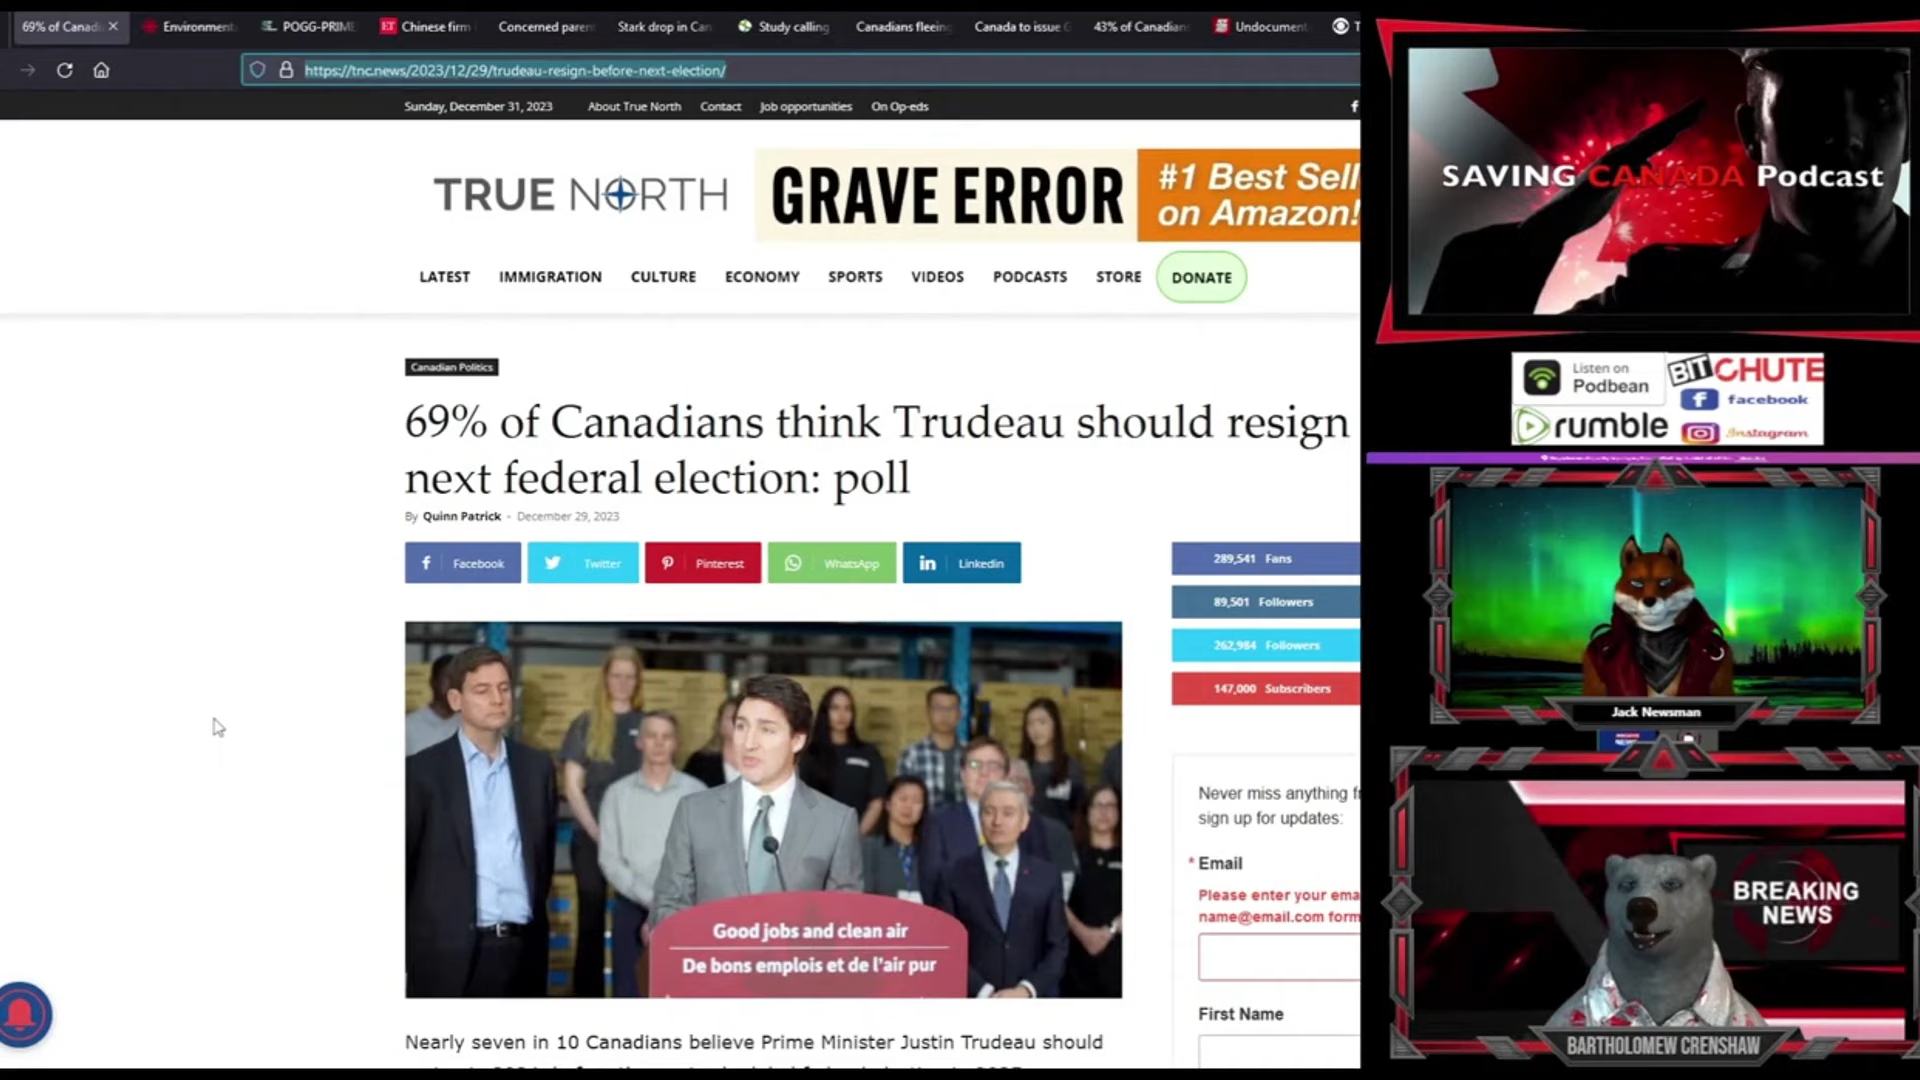 69% of Canad
Environment
POGG-PRIME
ET Chinese firm
Concerned paren
Stark drop in Can
Study calling
Canadians fleeing
Canada to issue
43% of Canadian
Undocument
https://tnc.news/2023/12/29/trudeau-resign-before-next-election/
Sunday, December 31, 2023 About True North Contact Job opportunities On Op-eds
TRUE NORTH
GRAVE ERROR
#1 Best Sell
on Amazon!
LATEST IMMIGRATION CULTURE ECONOMY SPORTS VIDEOS PODCASTS STORE DONATE
Canadian Politics
69% of Canadians think Trudeau should resign
next federal election: poll
By Quinn Patrick - December 29, 2023
Facebook Twitter Pinterest WhatsApp Linkedin
289,541 Fans
89,501 Followers
262,984 Followers
147,000 Subscribers
Good jobs and clean air
De bons emplois et de l'air pur
Never miss anything fr
sign up for updates:
* Email
Please enter your ema
name@email.com form
First Name
Nearly seven in 10 Canadians believe Prime Minister Justin Trudeau should
SAVING CANADA Podcast
Listen on
Podbean
BITCHUTE
facebook
rumble
Instagram
Jack Newsman
BREAKING
NEWS
BARTHOLOMEW CRENSHAW